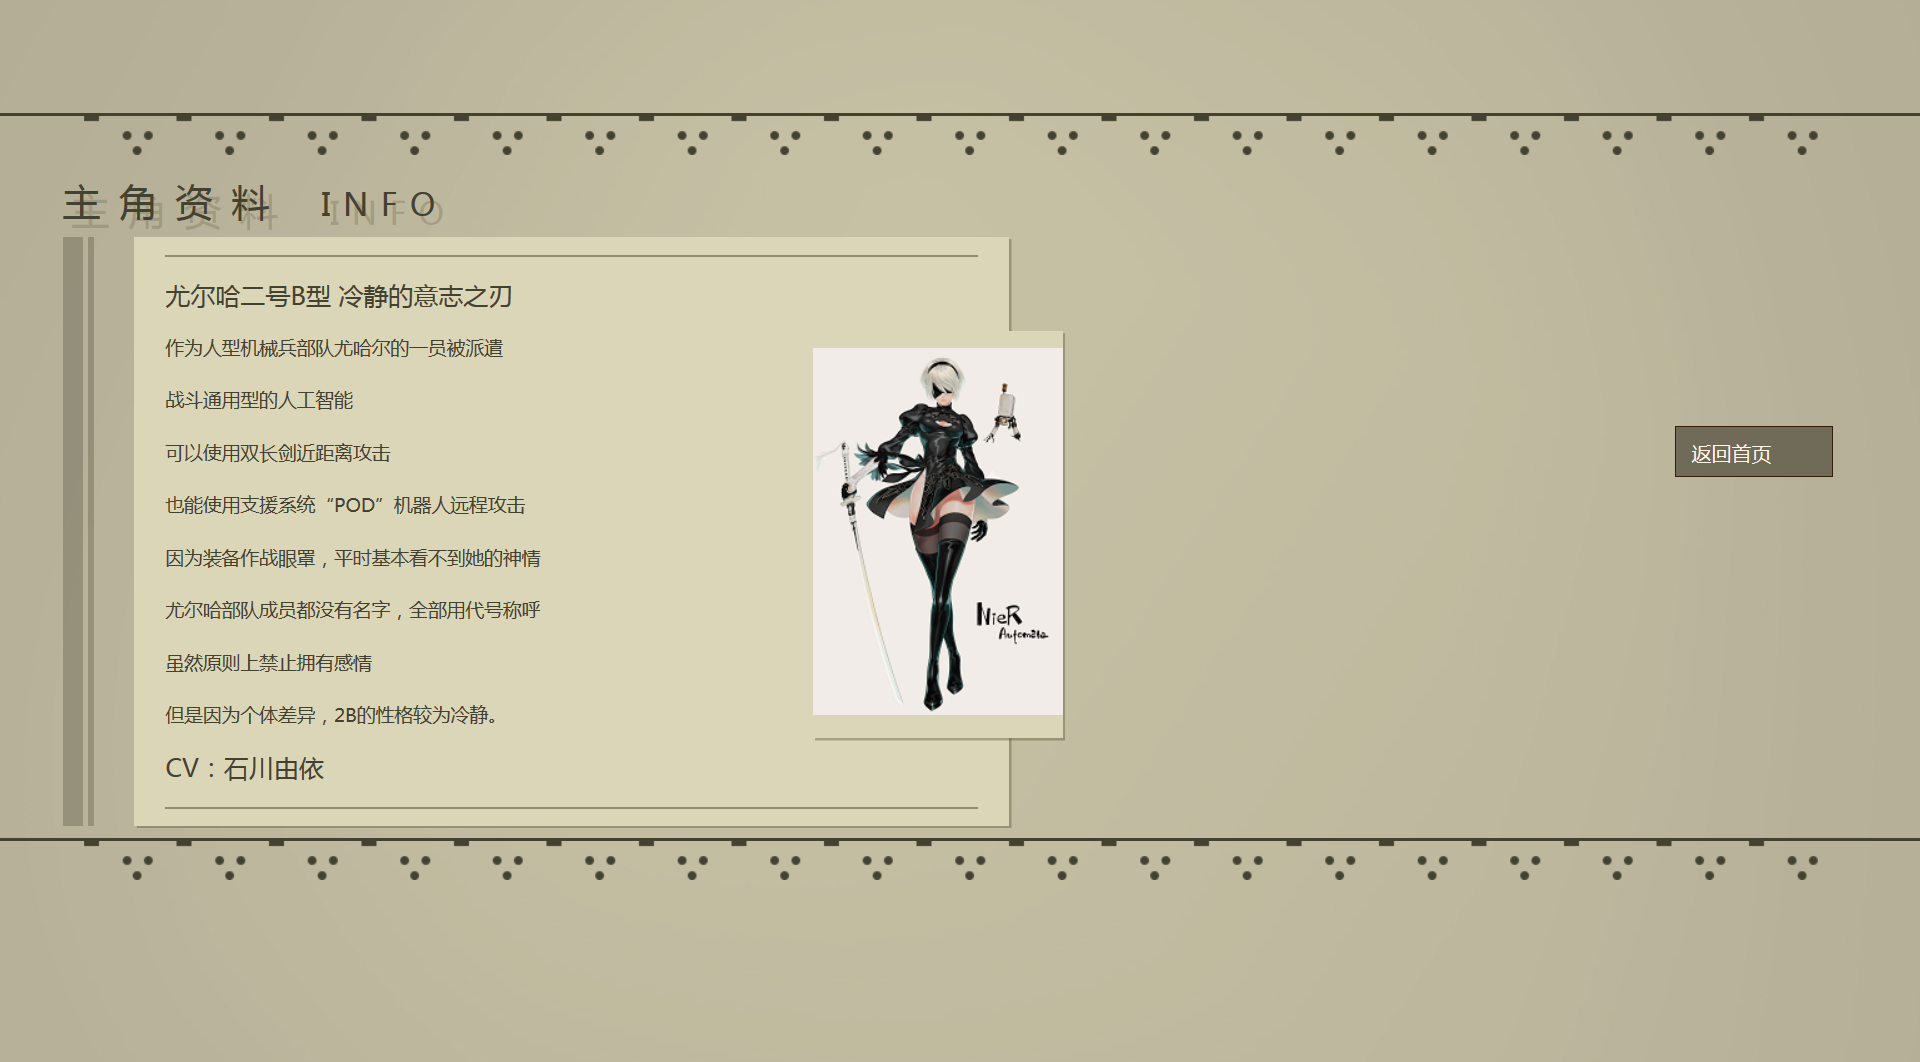 主角资料 INFO
尤尔哈二号B型 冷静的意志之刃
作为人型机械兵部队尤哈尔的一员被派遣
战斗通用型的人工智能
可以使用双长剑近距离攻击
也能使用支援系统“POD”机器人远程攻击
因为装备作战眼罩，平时基本看不到她的神情
尤尔哈部队成员都没有名字，全部用代号称呼
虽然原则上禁止拥有感情
但是因为个体差异，2B的性格较为冷静。
CV：石川由依
NieR
Automata
返回首页